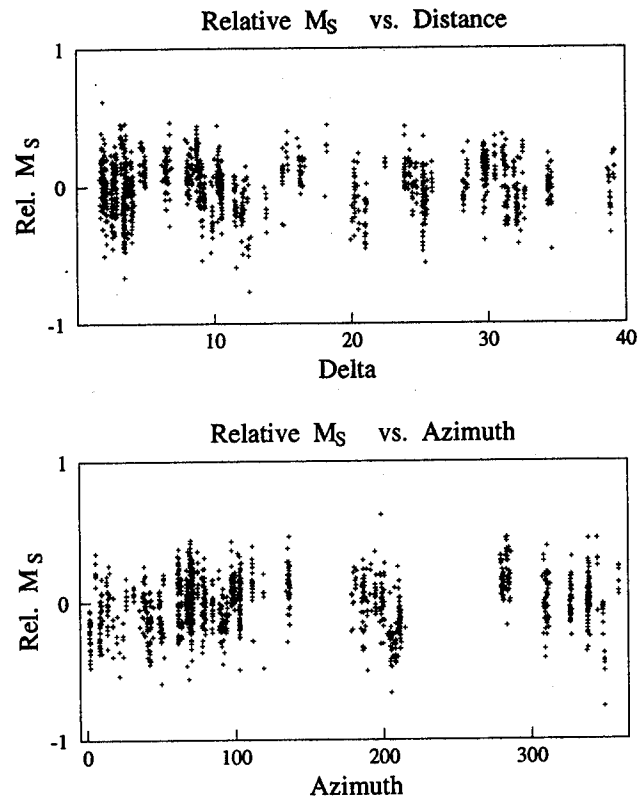 Relative MS vs. Distance
1
0
-1
Rel. MS
10
20
30
40
Delta
Relative MS vs. Azimuth
1
0
-1
Rel. MS
0
100
200
300
Azimuth